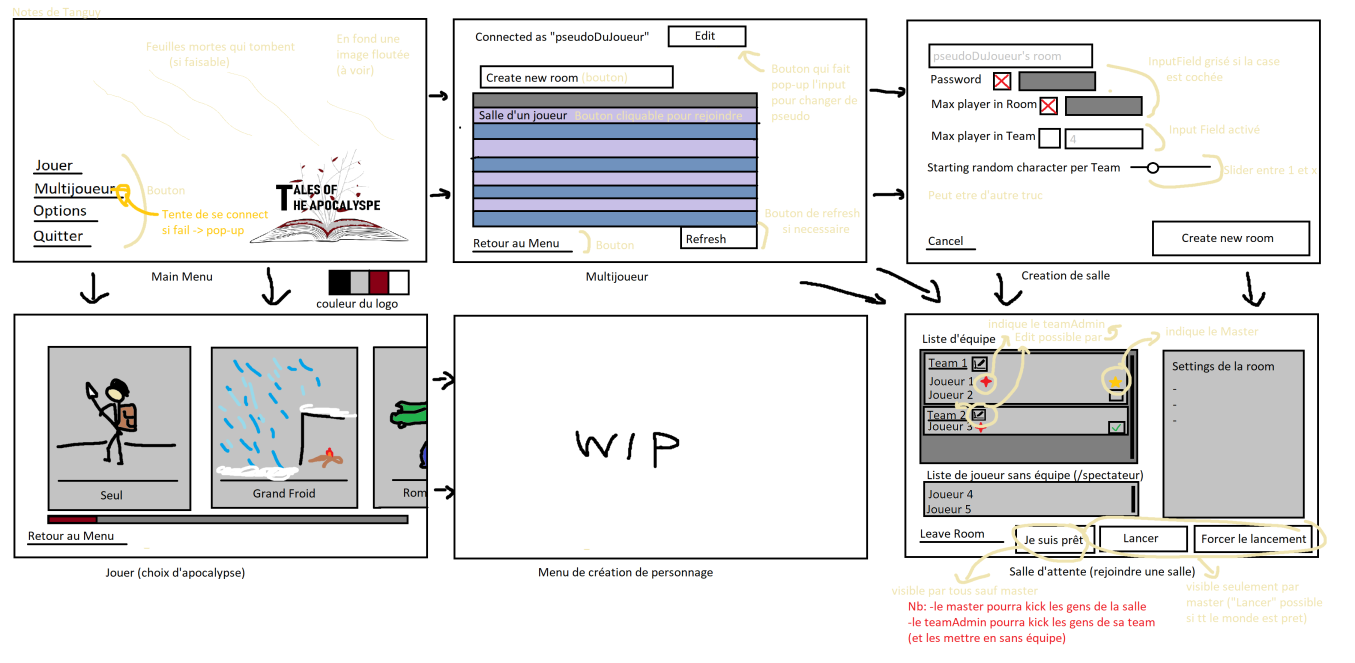 Notes de Tanguy
Feuilles mortes qui tombent
(si faisable)
En fond une
image floutée
(à voir)
Jouer
Multijoueur
Options
Quitter
Bouton
Tente de se connect
si fail -> pop-up
TALES OF
THE APOCALYSPE
Main Menu
couleur du logo
Connected as "pseudoDuJoueur"
Edit
Create new room (bouton)
Bouton qui fait
pop-up l'input
pour changer de
pseudo
Salle d'un joueur Bouton cliquable pour rejoindre
Bouton de refresh
si necessaire
Retour au Menu
Bouton
Refresh
Multijoueur
pseudoDuJoueur's room
Password
Max player in Room
InputField grisé si la case
est cochée
Max player in Team
4
Input Field activé
Starting random character per Team
Slider entre 1 et x
Peut etre d'autre truc
Cancel
Create new room
Creation de salle
Seul
Grand Froid
Rom
Retour au Menu
Jouer (choix d'apocalypse)
WIP
Menu de création de personnage
indique le teamAdmin
Edit possible par
indique le Master
Liste d'équipe
Team 1
Joueur 1
Joueur 2
Team 2
Joueur 3
Settings de la room
-
-
-
Liste de joueur sans équipe (/spectateur)
Joueur 4
Joueur 5
Leave Room
Je suis prêt
Lancer
Forcer le lancement
Salle d'attente (rejoindre une salle)
visible par tous sauf master
Nb: -le master pourra kick les gens de la salle
-le teamAdmin pourra kick les gens de sa team
(et les mettre en sans équipe)
visible seulement par
master ("Lancer" possible
si tt le monde est pret)